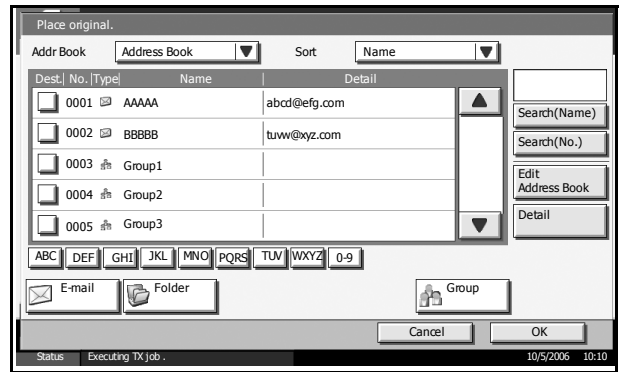 Place original.
Addr Book Address Book Sort Name
Dest. No. Type Name Detail
0001 AAAAA abcd@efg.com
0002 BBBBB tuvw@xyz.com
0003 Group1
0004 Group2
0005 Group3
Search(Name)
Search(No.)
Edit
Address Book
Detail
ABC DEF GHI JKL MNO PQRS TUV WXYZ 0-9
E-mail Folder Group
Cancel OK
Status Executing TX job . 10/5/2006 10:10